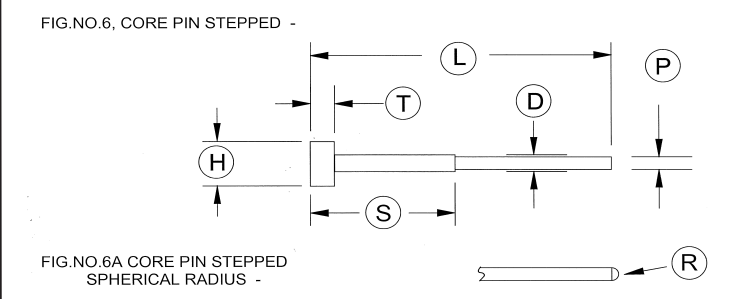 FIG.NO.6, CORE PIN STEPPED -
L
P
T
D
H
S
FIG.NO.6A CORE PIN STEPPED
SPHERICAL RADIUS -
R